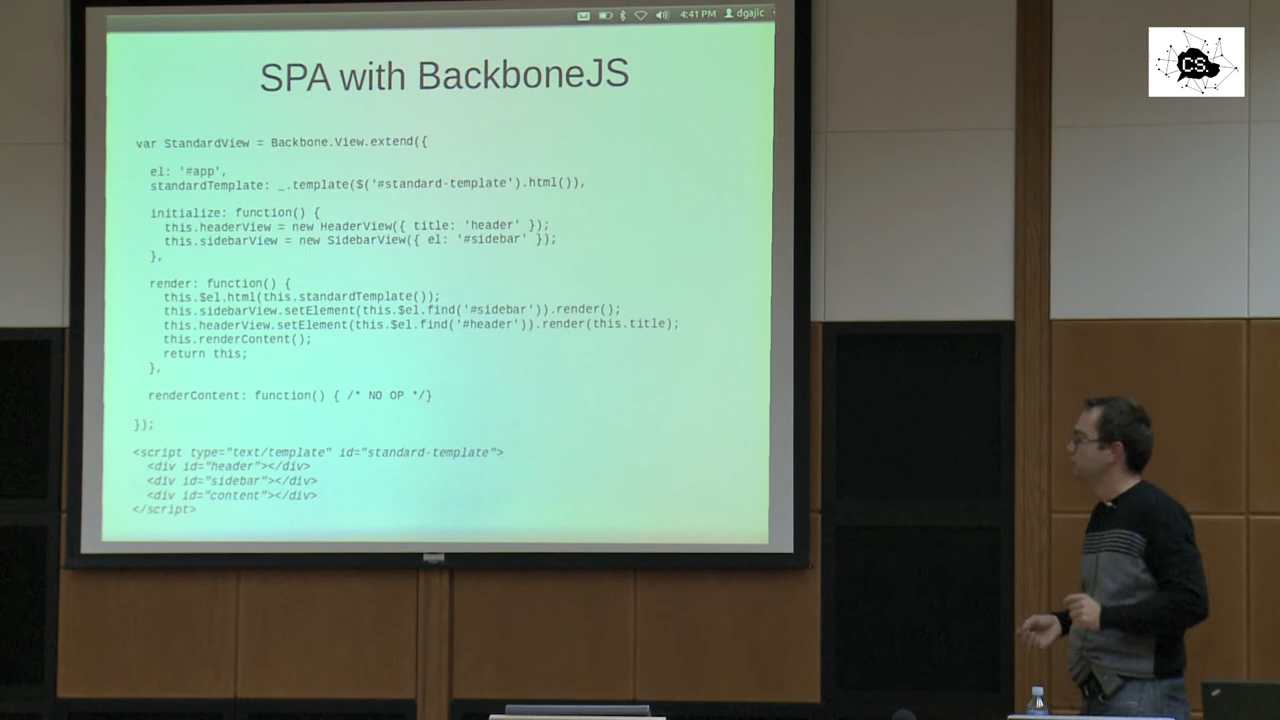 4:41 PM dgajic
CS.
SPA with BackboneJS
var StandardView = Backbone.View.extend({
el: '#app',
standardTemplate: _.template($('#standard-template').html()),
initialize: function() {
this.headerView = new HeaderView({ title: 'header' });
this.sidebarView = new SidebarView({ el: '#sidebar' });
},
render: function() {
this.$el.html(this.standardTemplate());
this.sidebarView.setElement(this.$el.find('#sidebar')).render();
this.headerView.setElement(this.$el.find('#header')).render(this.title);
this.renderContent();
return this;
},
renderContent: function() { /* NO OP */}
});
<script type="text/template" id="standard-template">
<div id="header"></div>
<div id="sidebar"></div>
<div id="content"></div>
</script>